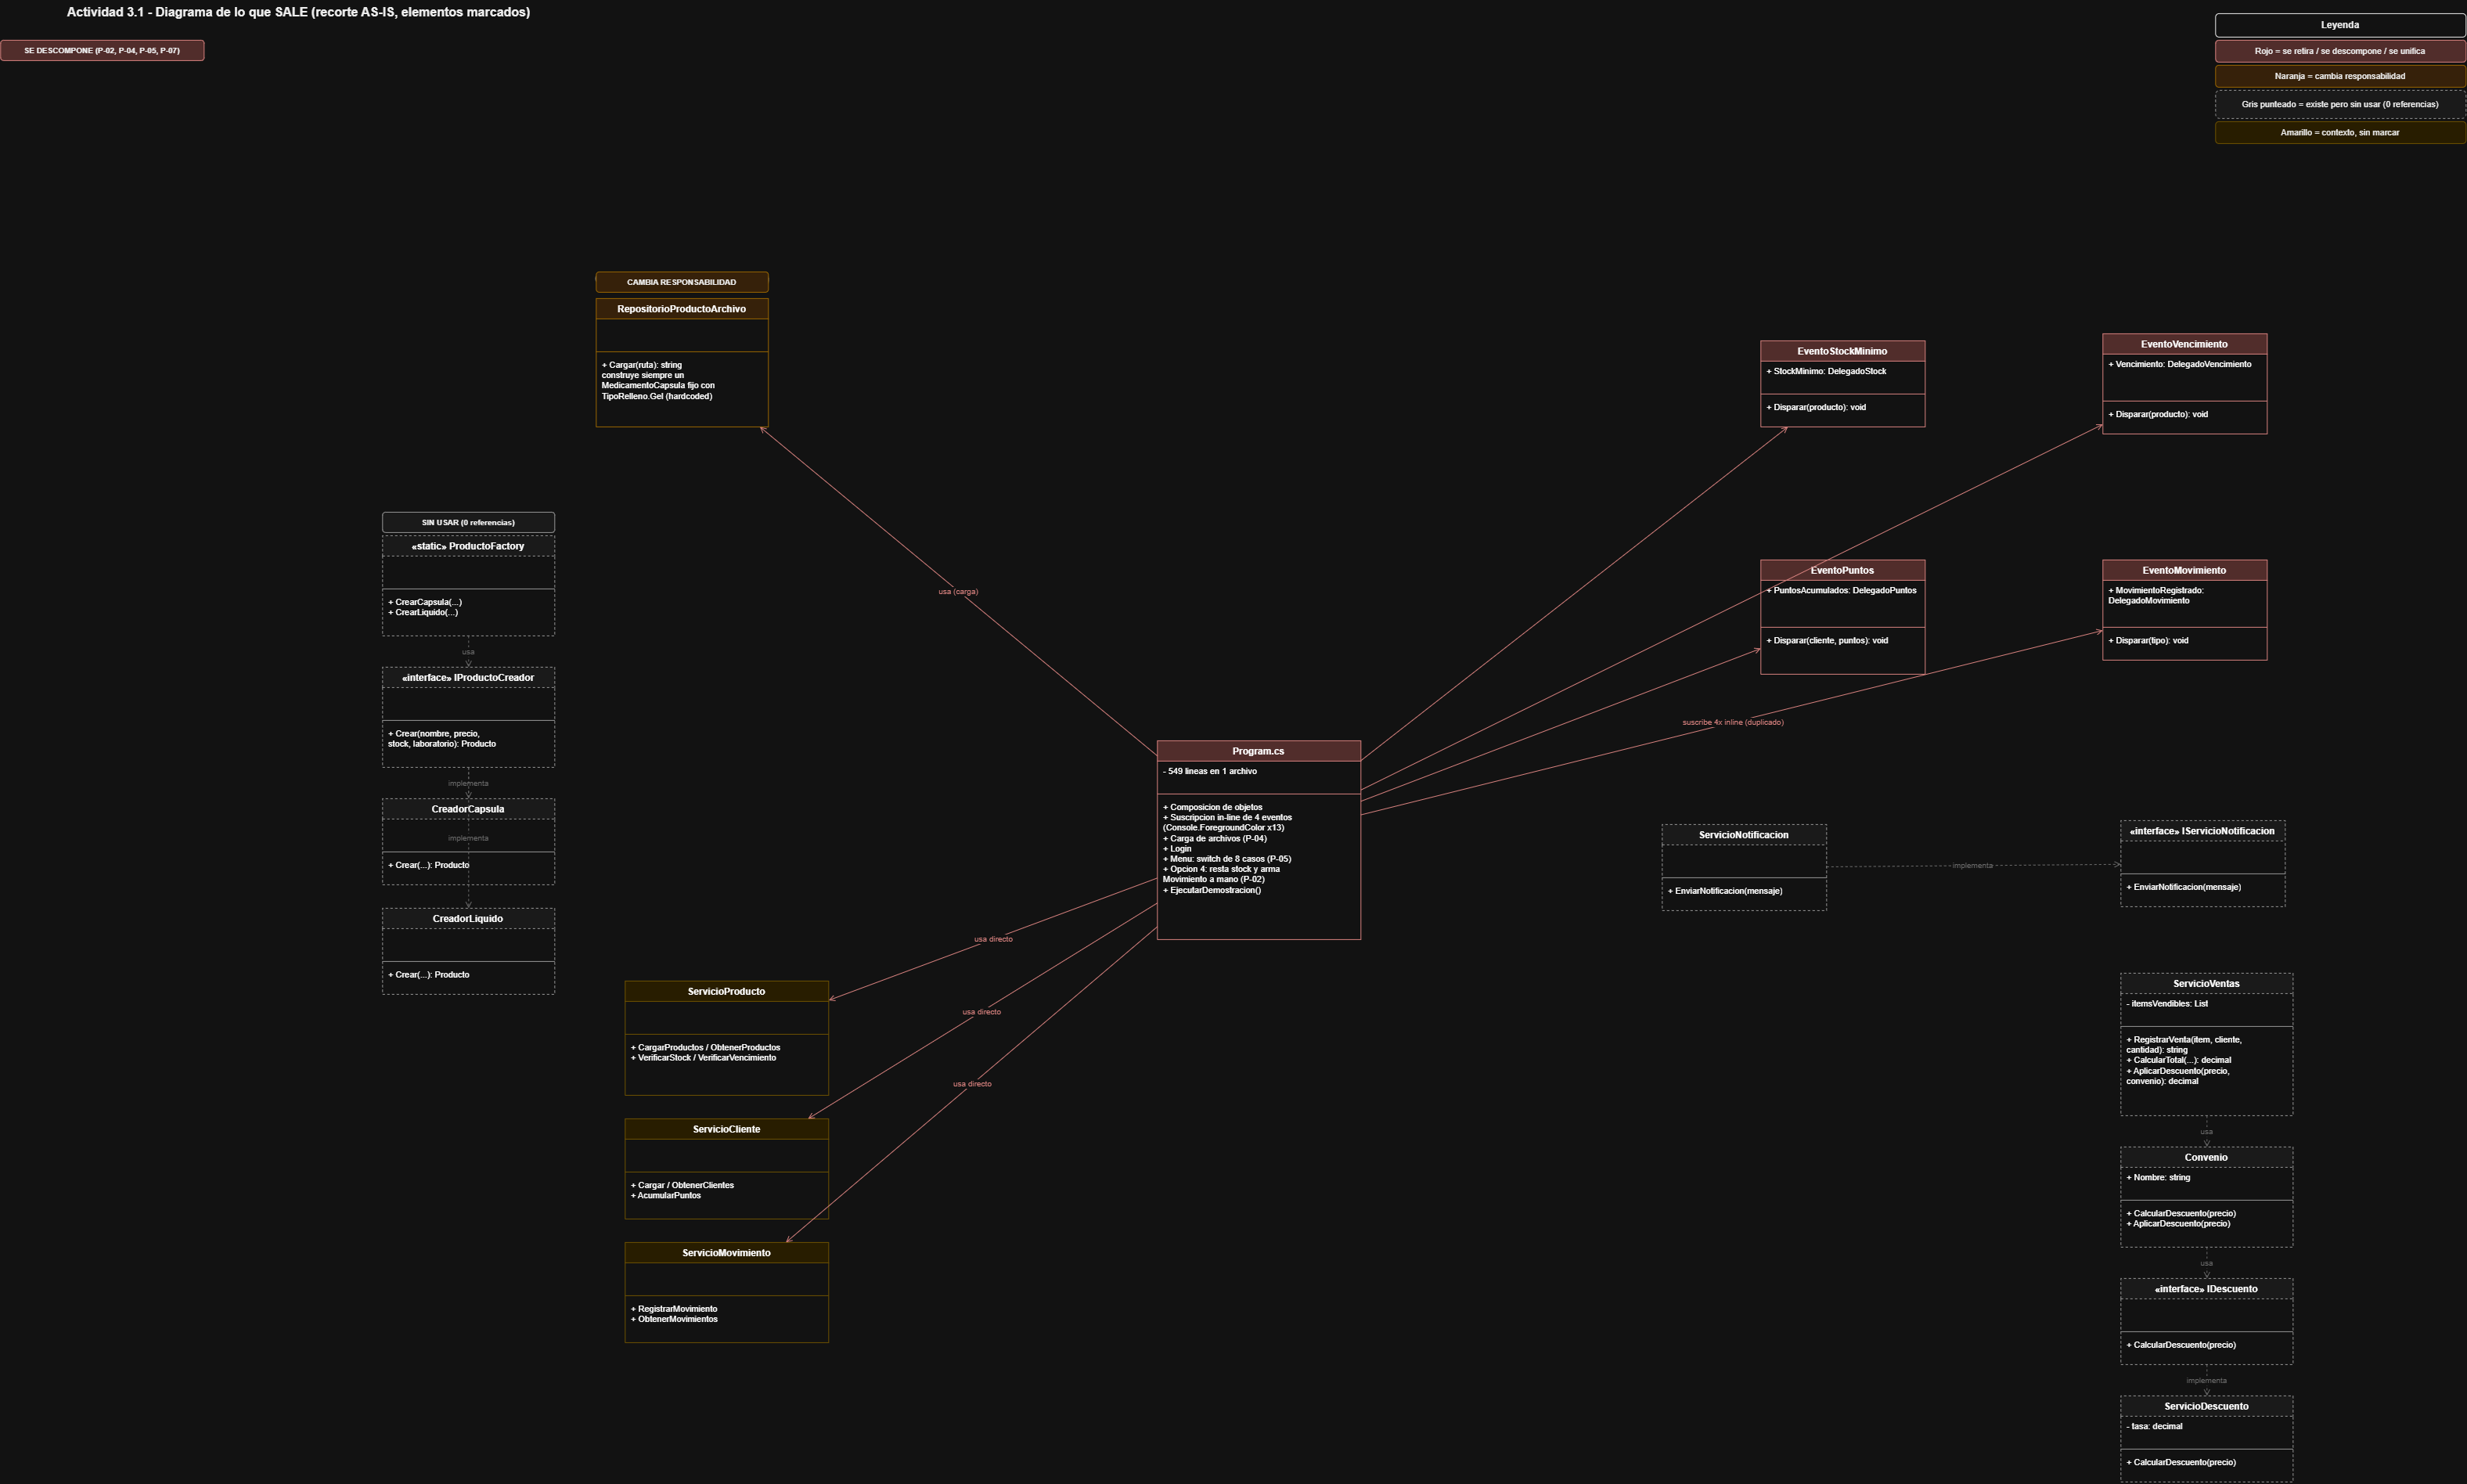 Actividad 3.1 - Diagrama de lo que SALE (recorte AS-IS, elementos marcados)
SE DESCOMPONE (P-02, P-04, P-05, P-07)
Leyenda
Rojo = se retira / se descompone / se unifica
Naranja = cambia responsabilidad
Gris punteado = existe pero sin usar (0 referencias)
Amarillo = contexto, sin marcar
CAMBIA RESPONSABILIDAD
RepositorioProductoArchivo
+ Cargar(ruta): string
construye siempre un
MedicamentoCapsula fijo con
TipoRelleno.Gel (hardcoded)
EventoStockMinimo
+ StockMinimo: DelegadoStock
+ Disparar(producto): void
EventoVencimiento
+ Vencimiento: DelegadoVencimiento
+ Disparar(producto): void
SIN USAR (0 referencias)
«static» ProductoFactory
+ CrearCapsula(...)
+ CrearLiquido(...)
usa
«interface» IProductoCreador
+ Crear(nombre, precio,
stock, laboratorio): Producto
implementa
CreadorCapsula
implementa
+ Crear(...): Producto
CreadorLiquido
+ Crear(...): Producto
usa (carga)
EventoPuntos
+ PuntosAcumulados: DelegadoPuntos
+ Disparar(cliente, puntos): void
EventoMovimiento
+ MovimientoRegistrado:
DelegadoMovimiento
+ Disparar(tipo): void
suscribe 4x inline (duplicado)
Program.cs
- 549 lineas en 1 archivo
+ Composicion de objetos
+ Suscripcion in-line de 4 eventos
(Console.ForegroundColor x13)
+ Carga de archivos (P-04)
+ Login
+ Menu: switch de 8 casos (P-05)
+ Opcion 4: resta stock y arma
Movimiento a mano (P-02)
+ EjecutarDemostracion()
ServicioNotificacion
+ EnviarNotificacion(mensaje)
implementa
«interface» IServicioNotificacion
+ EnviarNotificacion(mensaje)
usa directo
usa directo
usa directo
ServicioProducto
+ CargarProductos / ObtenerProductos
+ VerificarStock / VerificarVencimiento
ServicioCliente
+ Cargar / ObtenerClientes
+ AcumularPuntos
ServicioMovimiento
+ RegistrarMovimiento
+ ObtenerMovimientos
ServicioVentas
- itemsVendibles: List
+ RegistrarVenta(item, cliente,
cantidad): string
+ CalcularTotal(...): decimal
+ AplicarDescuento(precio,
convenio): decimal
usa
Convenio
+ Nombre: string
+ CalcularDescuento(precio)
+ AplicarDescuento(precio)
usa
«interface» IDescuento
+ CalcularDescuento(precio)
implementa
ServicioDescuento
- tasa: decimal
+ CalcularDescuento(precio)